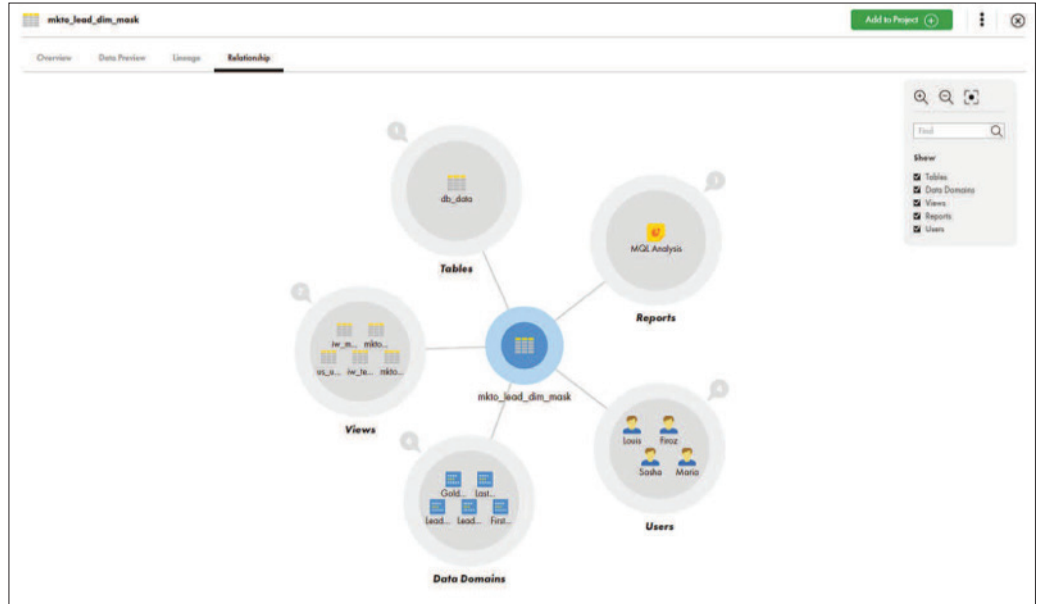 mkto_lead_dim_mask
Add to Project
Overview
Data Preview
Lineage
Relationship
Find
Show
Tables
Data Domains
Views
Reports
Users
db_data
Tables
MQL Analysis
Reports
iw_m... mkto...
us_u... iw_te... mkto...
Views
mkto_lead_dim_mask
Louis Firoz
Sasha Maria
Users
Gold... Last...
Lead... Lead... First...
Data Domains